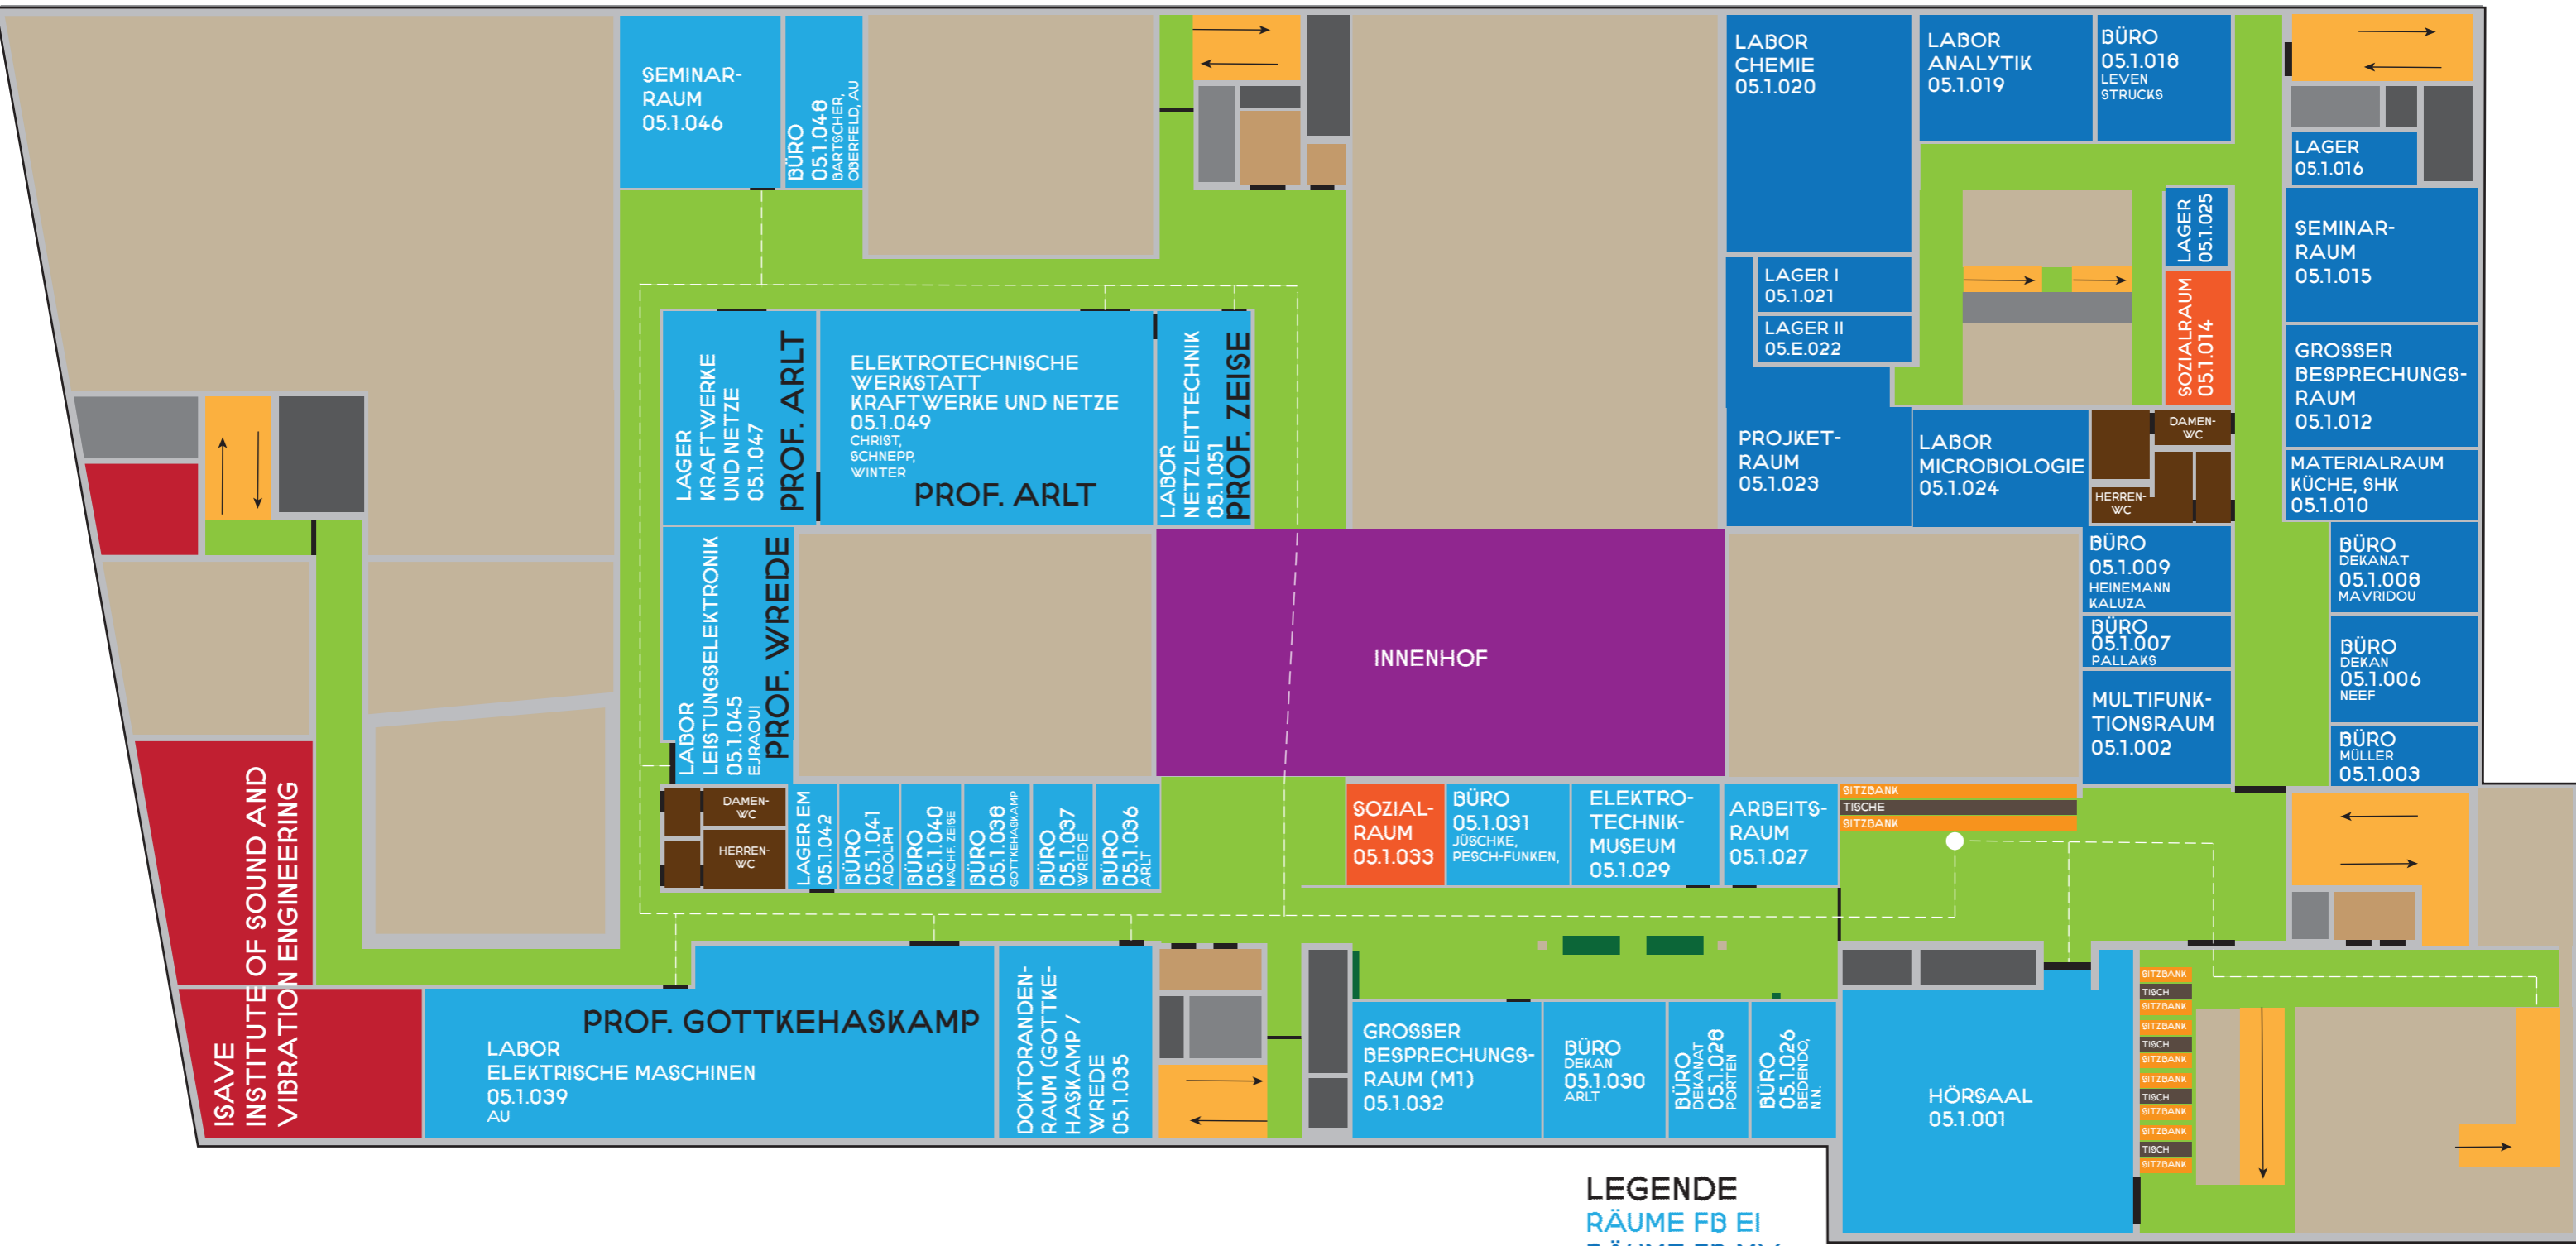 SEMINAR-
RAUM
05.1.046
BÜRO
05.1.048
BARTSCHER,
OBERFELD, AU
LABOR
CHEMIE
05.1.020
LABOR
ANALYTIK
05.1.019
BÜRO
05.1.018
LEVEN
STRUCKS
LAGER
05.1.016
LAGER
05.1.025
SEMINAR-
RAUM
05.1.015
LAGER I
05.1.021
LAGER II
05.E.022
SOZIALRAUM
05.1.014
GROSSER
BESPRECHUNGS-
RAUM
05.1.012
LAGER
KRAFTWERKE
UND NETZE
05.1.047
PROF. ARLT
ELEKTROTECHNISCHE
WERKSTATT
KRAFTWERKE UND NETZE
05.1.049
CHRIST,
SCHNEPP,
WINTER
PROF. ARLT
LABOR
NETZLEITTECHNIK
05.1.051
PROF. ZEISE
PROJKET-
RAUM
05.1.023
LABOR
MICROBIOLOGIE
05.1.024
DAMEN-
WC
HERREN-
WC
MATERIALRAUM
KÜCHE, SHK
05.1.010
LABOR
LEISTUNGSELEKTRONIK
05.1.045
EJRAOUI
PROF. WREDE
INNENHOF
BÜRO
05.1.009
HEINEMANN
KALUZA
BÜRO
DEKANAT
05.1.008
MAVRIDOU
BÜRO
05.1.007
PALLAKS
BÜRO
DEKAN
05.1.006
NEEF
MULTIFUNK-
TIONSRAUM
05.1.002
BÜRO
MÜLLER
05.1.003
DAMEN-
WC
HERREN-
WC
LAGER EM
05.1.042
BÜRO
05.1.041
ADOLPH
BÜRO
05.1.040
NACHF. ZEISE
BÜRO
05.1.038
GOTTKEHASKAMP
BÜRO
05.1.037
WREDE
BÜRO
05.1.036
ARLT
SOZIAL-
RAUM
05.1.033
BÜRO
05.1.031
JÜSCHKE,
PESCH-FUNKEN,
ELEKTRO-
TECHNIK-
MUSEUM
05.1.029
ARBEITS-
RAUM
05.1.027
SITZBANK
TISCHE
SITZBANK
ISAVE
INSTITUTE OF SOUND AND
VIBRATION ENGINEERING
PROF. GOTTKEHASKAMP
LABOR
ELEKTRISCHE MASCHINEN
05.1.039
AU
DOKTORANDEN-
RAUM (GOTTKE-
HASKAMP /
WREDE
05.1.035
GROSSER
BESPRECHUNGS-
RAUM (M1)
05.1.032
BÜRO
DEKAN
05.1.030
ARLT
BÜRO
DEKANAT
05.1.028
PORTEN
BÜRO
05.1.026
BEDENDO,
N.N.
HÖRSAAL
05.1.001
SITZBANK
TISCH
SITZBANK
SITZBANK
TISCH
SITZBANK
SITZBANK
TISCH
SITZBANK
SITZBANK
TISCH
SITZBANK
LEGENDE
RÄUME FB EI